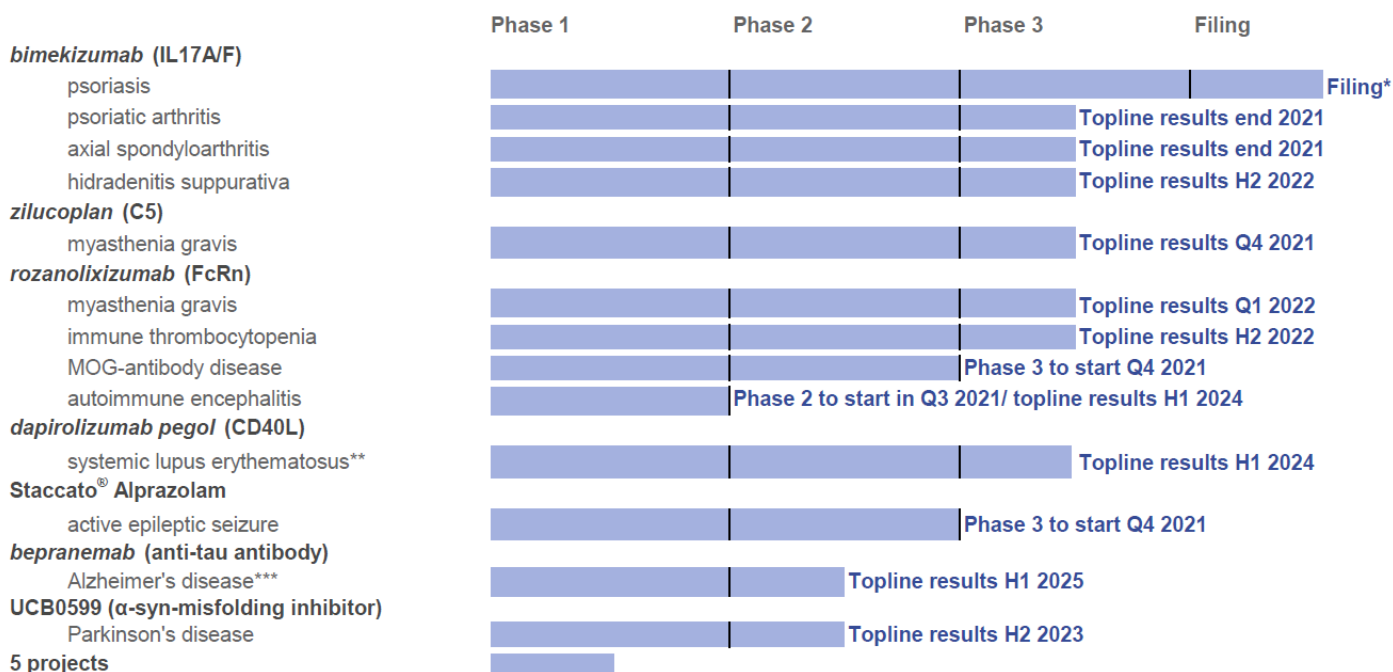 Phase 1 Phase 2 Phase 3 Filing
bimekizumab (IL17A/F)
psoriasis Filing*
psoriatic arthritis Topline results end 2021
axial spondyloarthritis Topline results end 2021
hidradenitis suppurativa Topline results H2 2022
zilucoplan (C5)
myasthenia gravis Topline results Q4 2021
rozanolixizumab (FcRn)
myasthenia gravis Topline results Q1 2022
immune thrombocytopenia Topline results H2 2022
MOG-antibody disease Phase 3 to start Q4 2021
autoimmune encephalitis Phase 2 to start in Q3 2021/ topline results H1 2024
dapirolizumab pegol (CD40L)
systemic lupus erythematosus** Topline results H1 2024
Staccato® Alprazolam
active epileptic seizure Phase 3 to start Q4 2021
bepranemab (anti-tau antibody)
Alzheimer's disease*** Topline results H1 2025
UCB0599 (α-syn-misfolding inhibitor)
Parkinson's disease Topline results H2 2023
5 projects